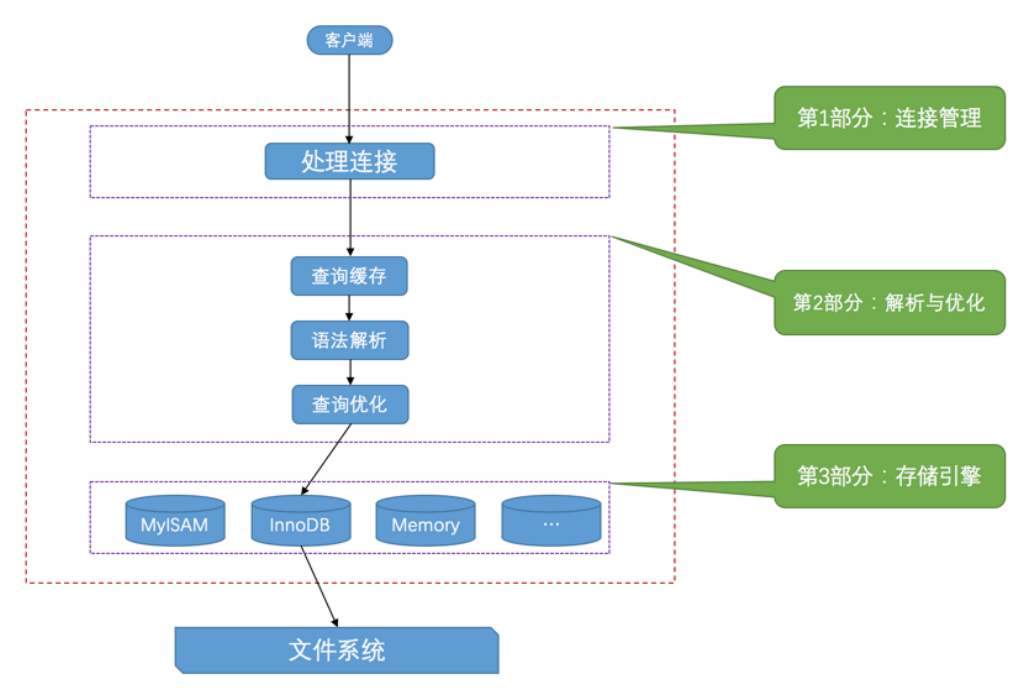 客户端
第1部分：连接管理
处理连接
查询缓存
第2部分：解析与优化
语法解析
查询优化
第3部分：存储引擎
MyISAM
InnoDB
Memory
…
文件系统